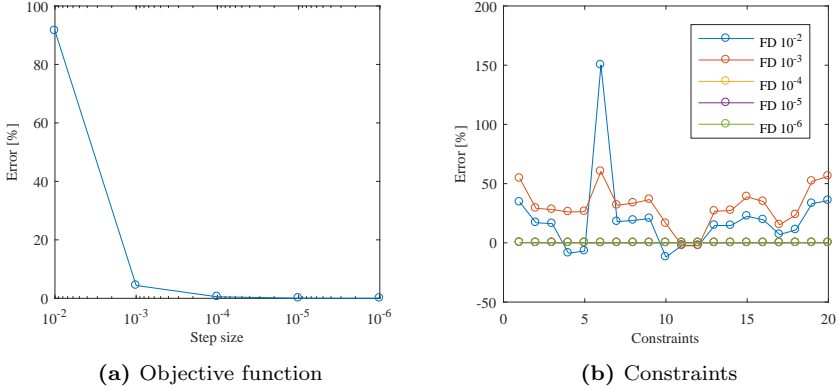 100
80
60
40
20
0
Error [%]
10-2
10-3
10-4
10-5
10-6
Step size
(a) Objective function
200
150
100
50
0
-50
Error [%]
0
5
10
15
20
Constraints
FD 10-2
FD 10-3
FD 10-4
FD 10-5
FD 10-6
(b) Constraints